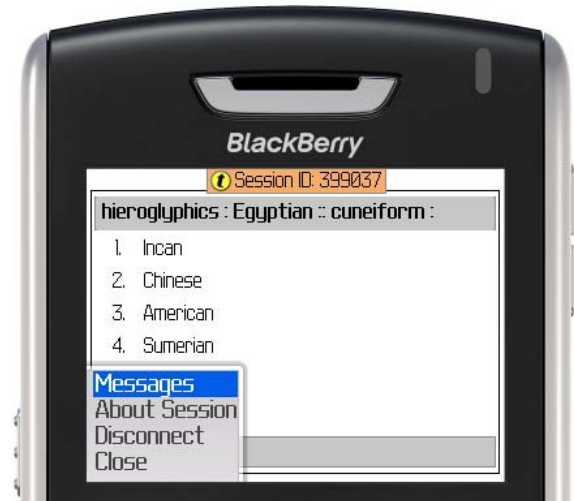 BlackBerry
t Session ID: 399037
hieroglyphics : Egyptian :: cuneiform :
1. Incan
2. Chinese
3. American
4. Sumerian
Messages
About Session
Disconnect
Close